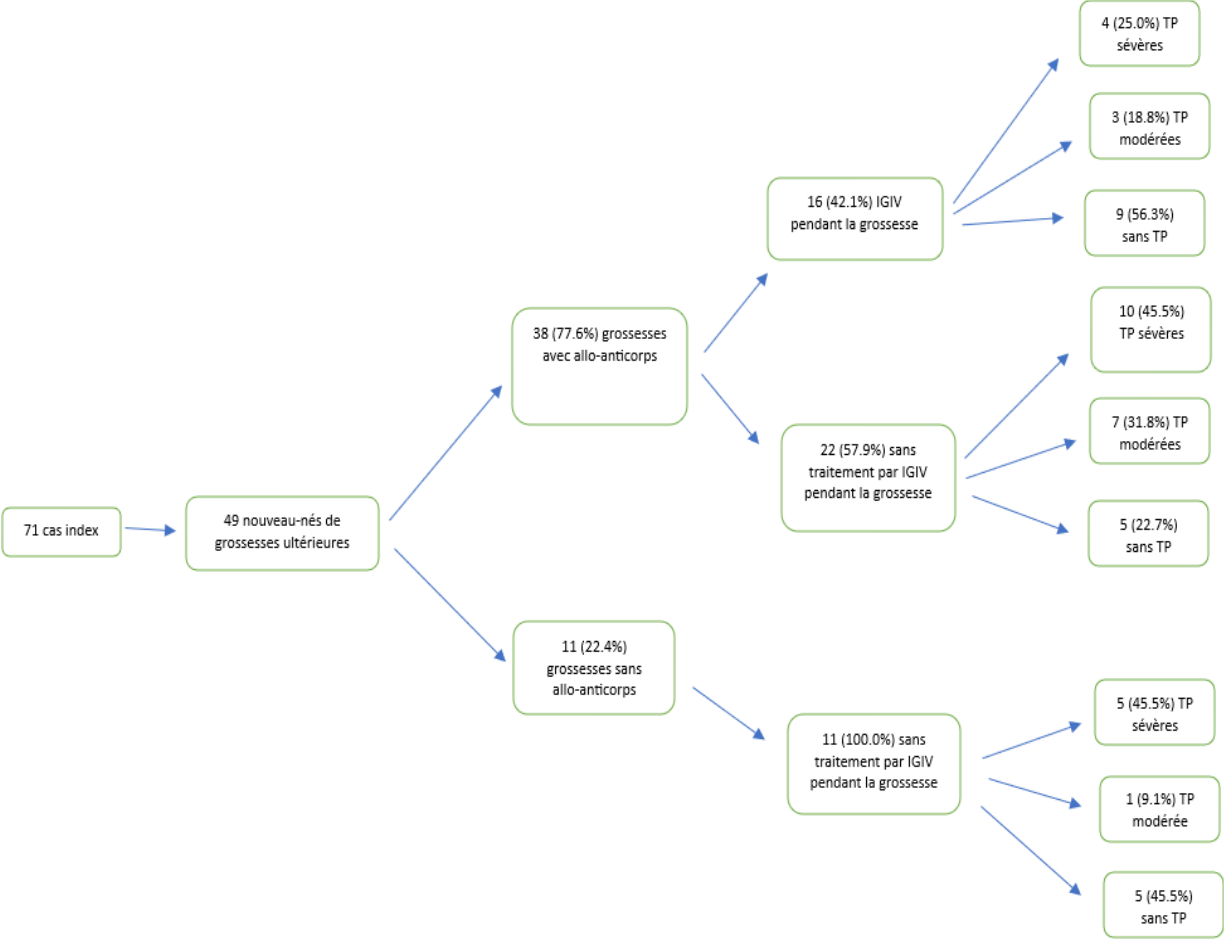 71 cas index
49 nouveau-nés de
grossesses ultérieures
38 (77.6%) grossesses
avec allo-anticorps
11 (22.4%)
grossesses sans
allo-anticorps
16 (42.1%) IGIV
pendant la grossesse
22 (57.9%) sans
traitement par IGIV
pendant la grossesse
11 (100.0%) sans
traitement par IGIV
pendant la grossesse
4 (25.0%) TP
sévères
3 (18.8%) TP
modérées
9 (56.3%)
sans TP
10 (45.5%)
TP sévères
7 (31.8%) TP
modérées
5 (22.7%)
sans TP
5 (45.5%) TP
sévères
1 (9.1%) TP
modérée
5 (45.5%)
sans TP